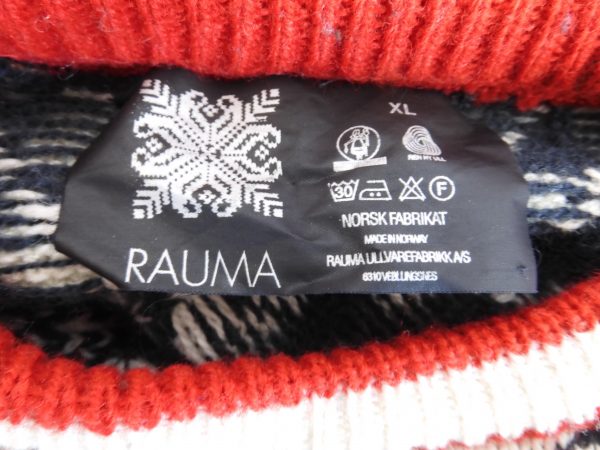 XL
REN NY ULL
30
F
NORSK FABRIKAT
MADE IN NORWAY
RAUMA ULLVAREFABRIKK A/S
6310 VEBLUNGSNES
RAUMA